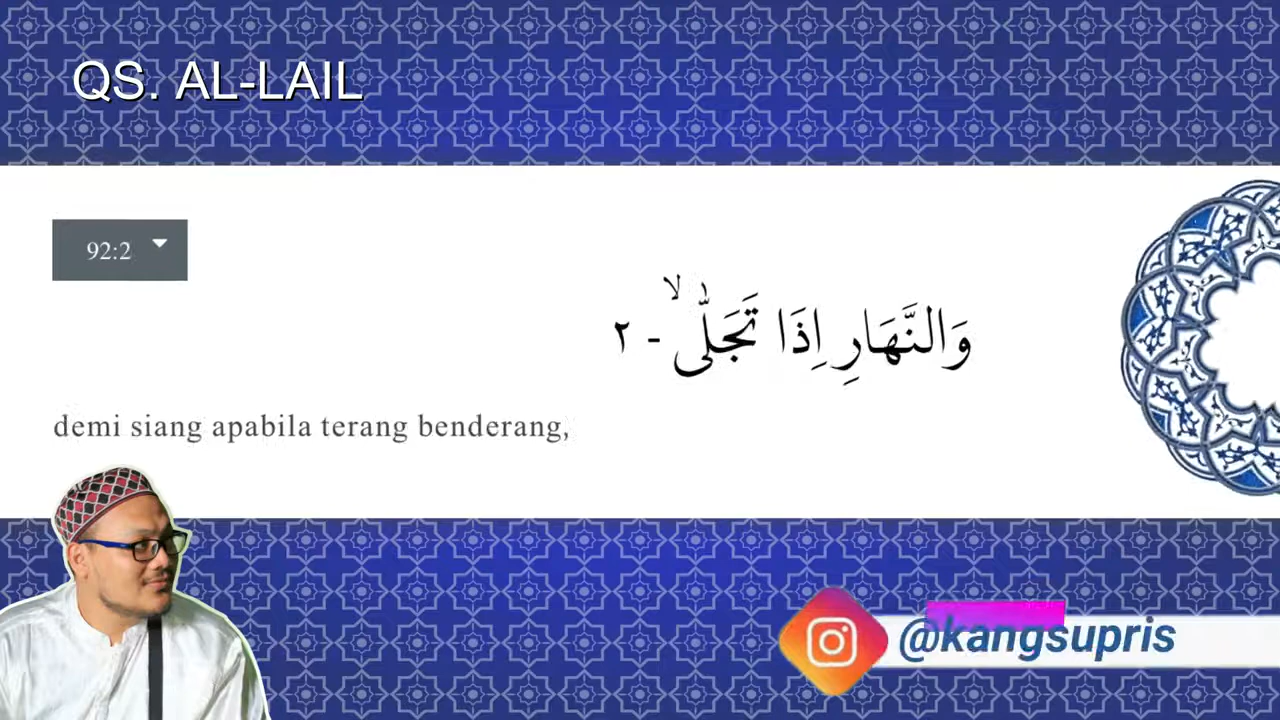 QS. AL-LAIL
92:2
وَالنَّهَارِ اِذَا تَجَلّٰىۙ - ٢
demi siang apabila terang benderang,
@kangsupris